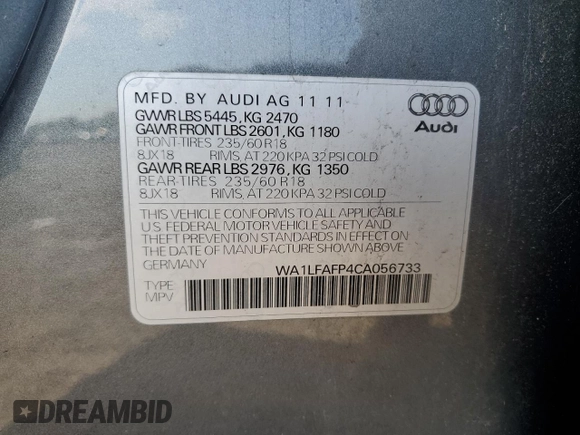 MFD. BY AUDI AG 11 11
GVWR LBS 5445, KG 2470
GAWR FRONT LBS 2601, KG 1180
FRONT-TIRES 235/60 R18
8JX18 RIMS, AT 220 KPA 32 PSI COLD
GAWR REAR LBS 2976, KG 1350
REAR-TIRES 235/60 R18
8JX18 RIMS, AT 220 KPA 32 PSI COLD
Audi
THIS VEHICLE CONFORMS TO ALL APPLICABLE
U.S. FEDERAL MOTOR VEHICLE SAFETY AND
THEFT PREVENTION STANDARDS IN EFFECT ON
THE DATE OF MANUFACTURE SHOWN ABOVE.
GERMANY WA1LFAFP4CA056733
TYPE:
MPV
DREAMBID